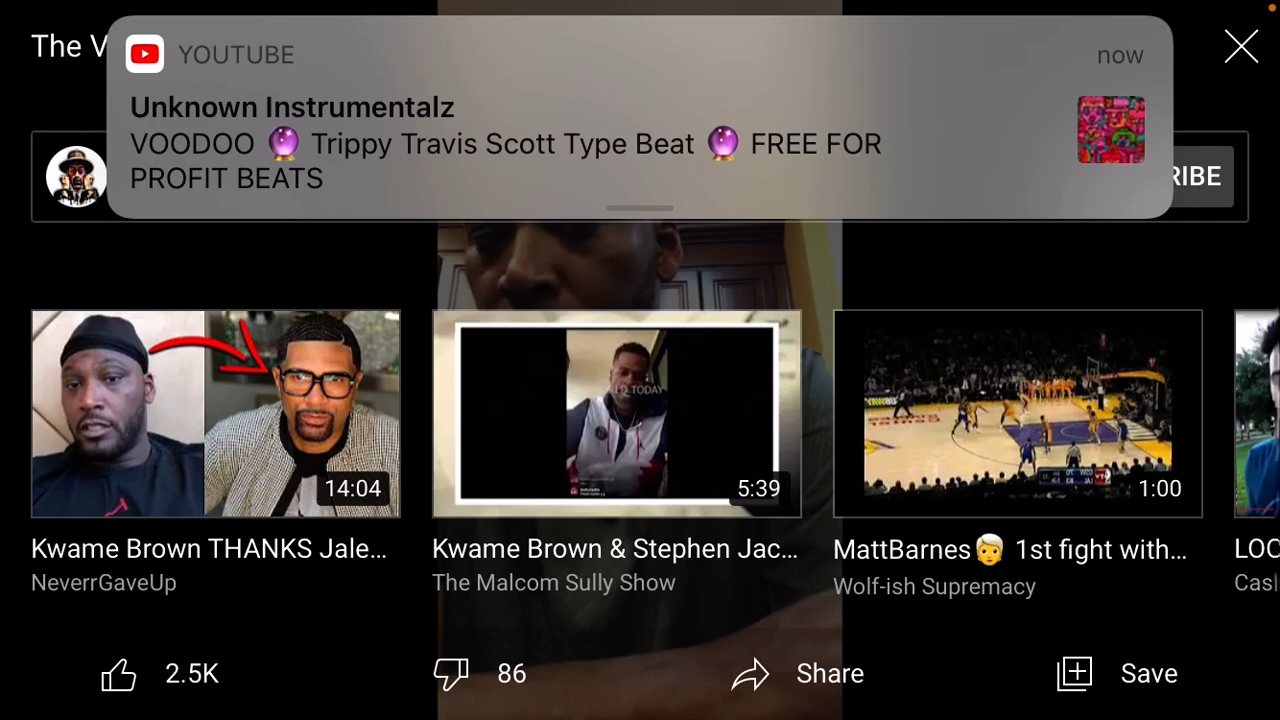 The V
YOUTUBE
now
Unknown Instrumentalz
VOODOO 🔮 Trippy Travis Scott Type Beat 🔮 FREE FOR
PROFIT BEATS
RIBE
TODAY
14:04
5:39
1:00
Kwame Brown THANKS Jale...
Kwame Brown & Stephen Jac...
MattBarnes👨 1st fight with...
LOC
NeverrGaveUp
The Malcom Sully Show
Wolf-ish Supremacy
Casl
2.5K
86
Share
Save